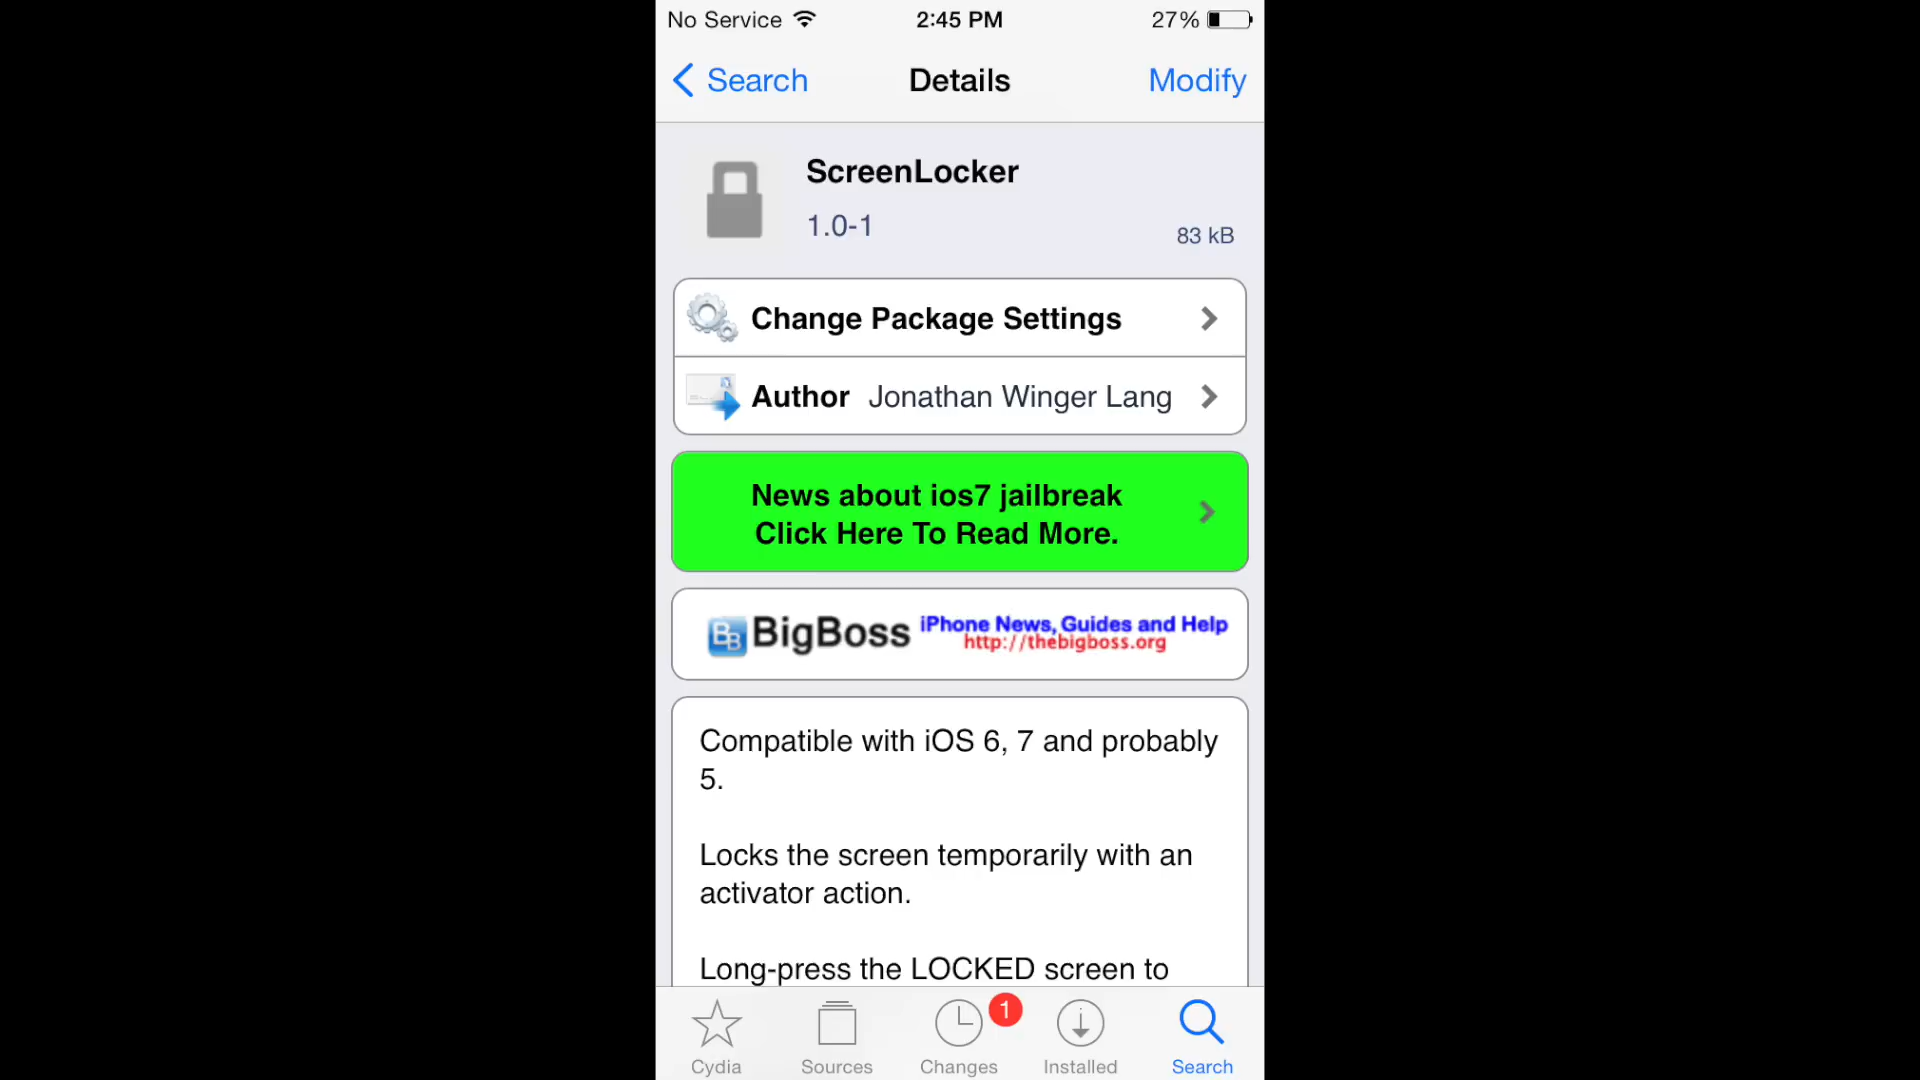 No Service 2:45 PM 27%
Search Details Modify
ScreenLocker
1.0-1
83 kB
Change Package Settings
Author Jonathan Winger Lang
News about ios7 jailbreak
Click Here To Read More.
BB BigBoss iPhone News, Guides and Help
http://thebigboss.org
Compatible with iOS 6, 7 and probably
5.
Locks the screen temporarily with an
activator action.
Long-press the LOCKED screen to
1
Cydia Sources Changes Installed Search